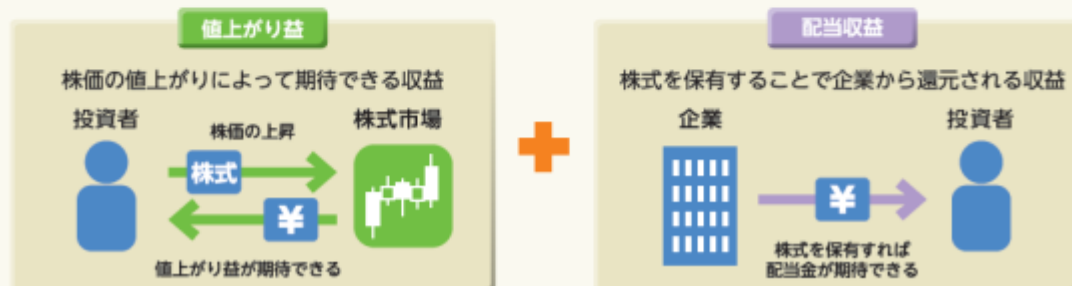 値上がり益
株価の値上がりによって期待できる収益
投資者
株価の上昇
株式市場
株式
¥
値上がり益が期待できる
配当収益
株式を保有することで企業から還元される収益
企業
投資者
¥
株式を保有すれば
配当金が期待できる